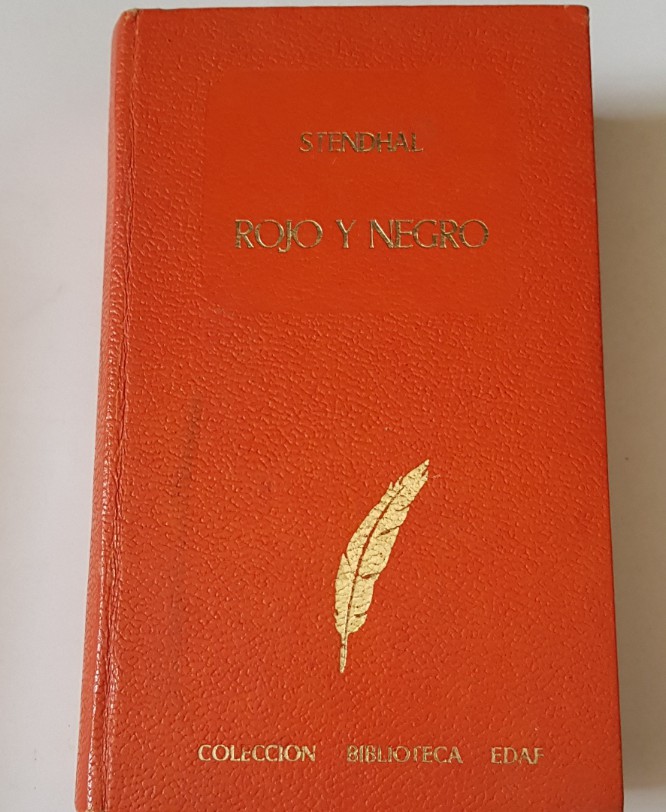 STENDHAL
ROJO Y NEGRO
COLECCION BIBLIOTECA EDAF